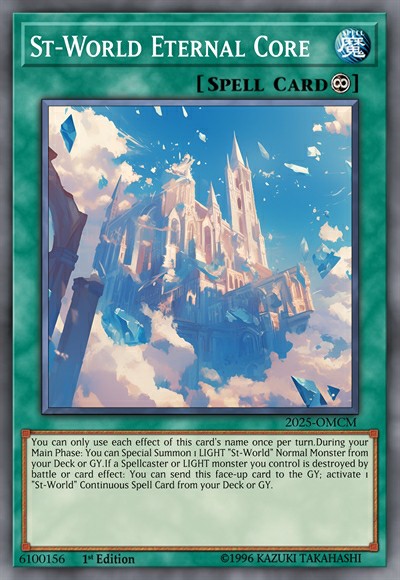 St-World Eternal Core
魔
[Spell Card]
2025-OMCM
You can only use each effect of this card's name once per turn.During your
Main Phase: You can Special Summon 1 LIGHT "St-World" Normal Monster from
your Deck or GY.If a Spellcaster or LIGHT monster you control is destroyed by
battle or card effect: You can send this face-up card to the GY; activate 1
"St-World" Continuous Spell Card from your Deck or GY.
6100156 1st Edition ©1996 KAZUKI TAKAHASHI